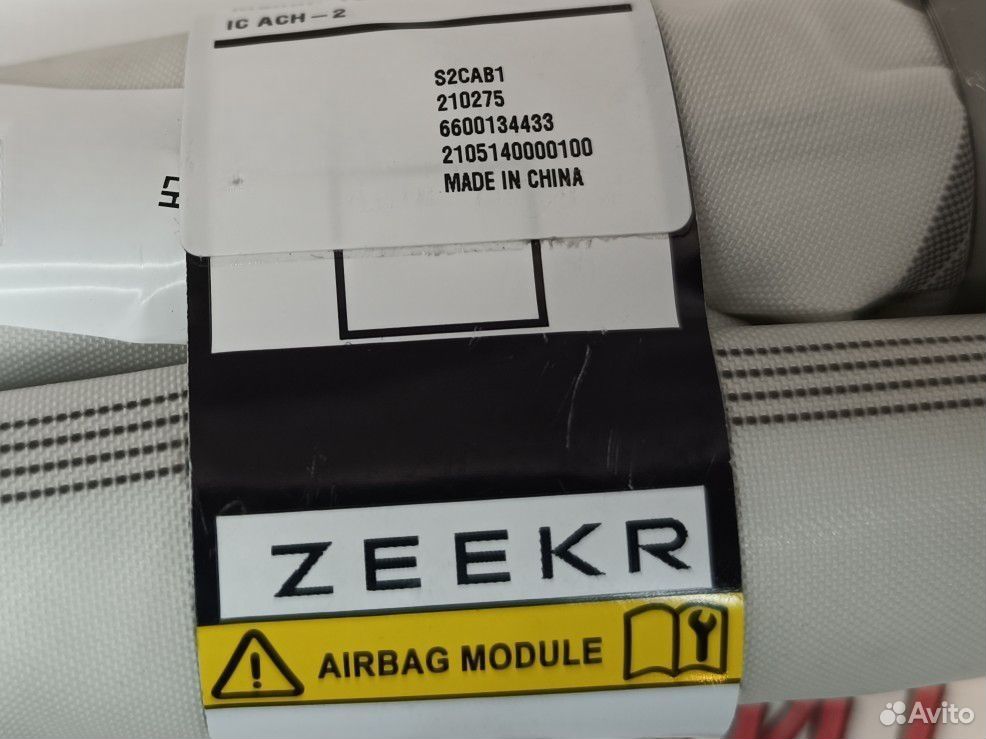 IC ACH-2
S2CAB1
210275
6600134433
2105140000100
MADE IN CHINA
ZEEKR
AIRBAG MODULE
Avito